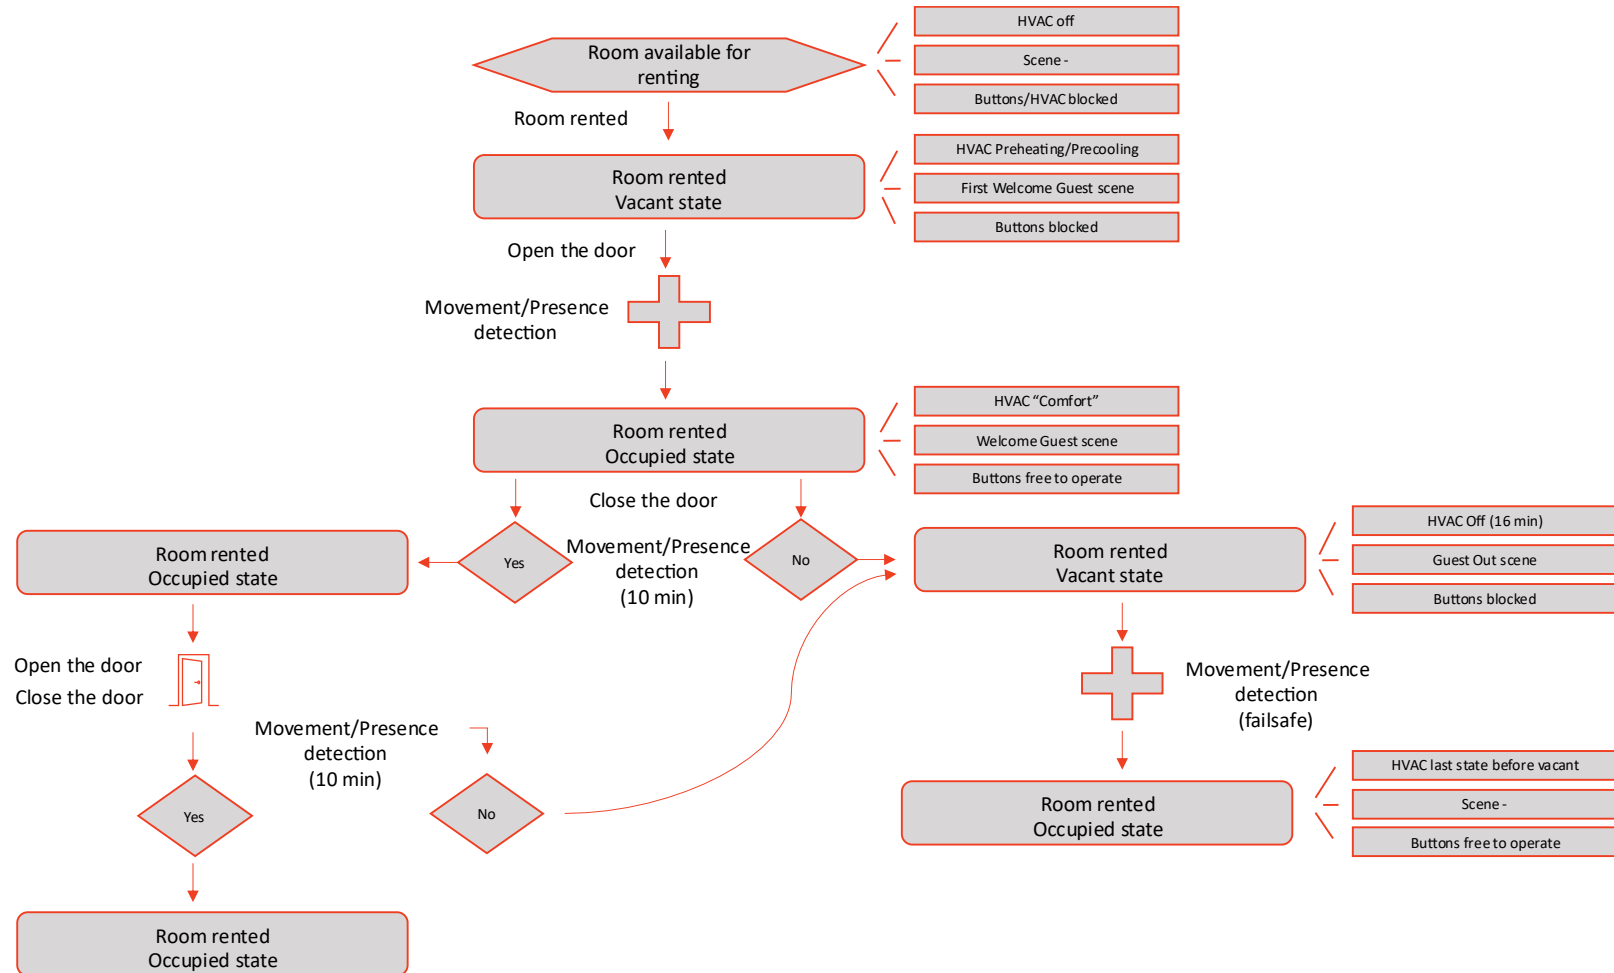 HVAC off
Room available for
renting
Scene -
Buttons/HVAC blocked
Room rented
HVAC Preheating/Precooling
Room rented
Vacant state
First Welcome Guest scene
Buttons blocked
Open the door
Movement/Presence
detection
HVAC “Comfort”
Room rented
Occupied state
Welcome Guest scene
Buttons free to operate
Close the door
Room rented
Occupied state
Yes
Movement/Presence
detection
(10 min)
No
Room rented
Vacant state
HVAC Off (16 min)
Guest Out scene
Buttons blocked
Open the door
Close the door
Movement/Presence
detection
(failsafe)
Movement/Presence
detection
(10 min)
Yes
No
Room rented
Occupied state
HVAC last state before vacant
Scene -
Buttons free to operate
Room rented
Occupied state